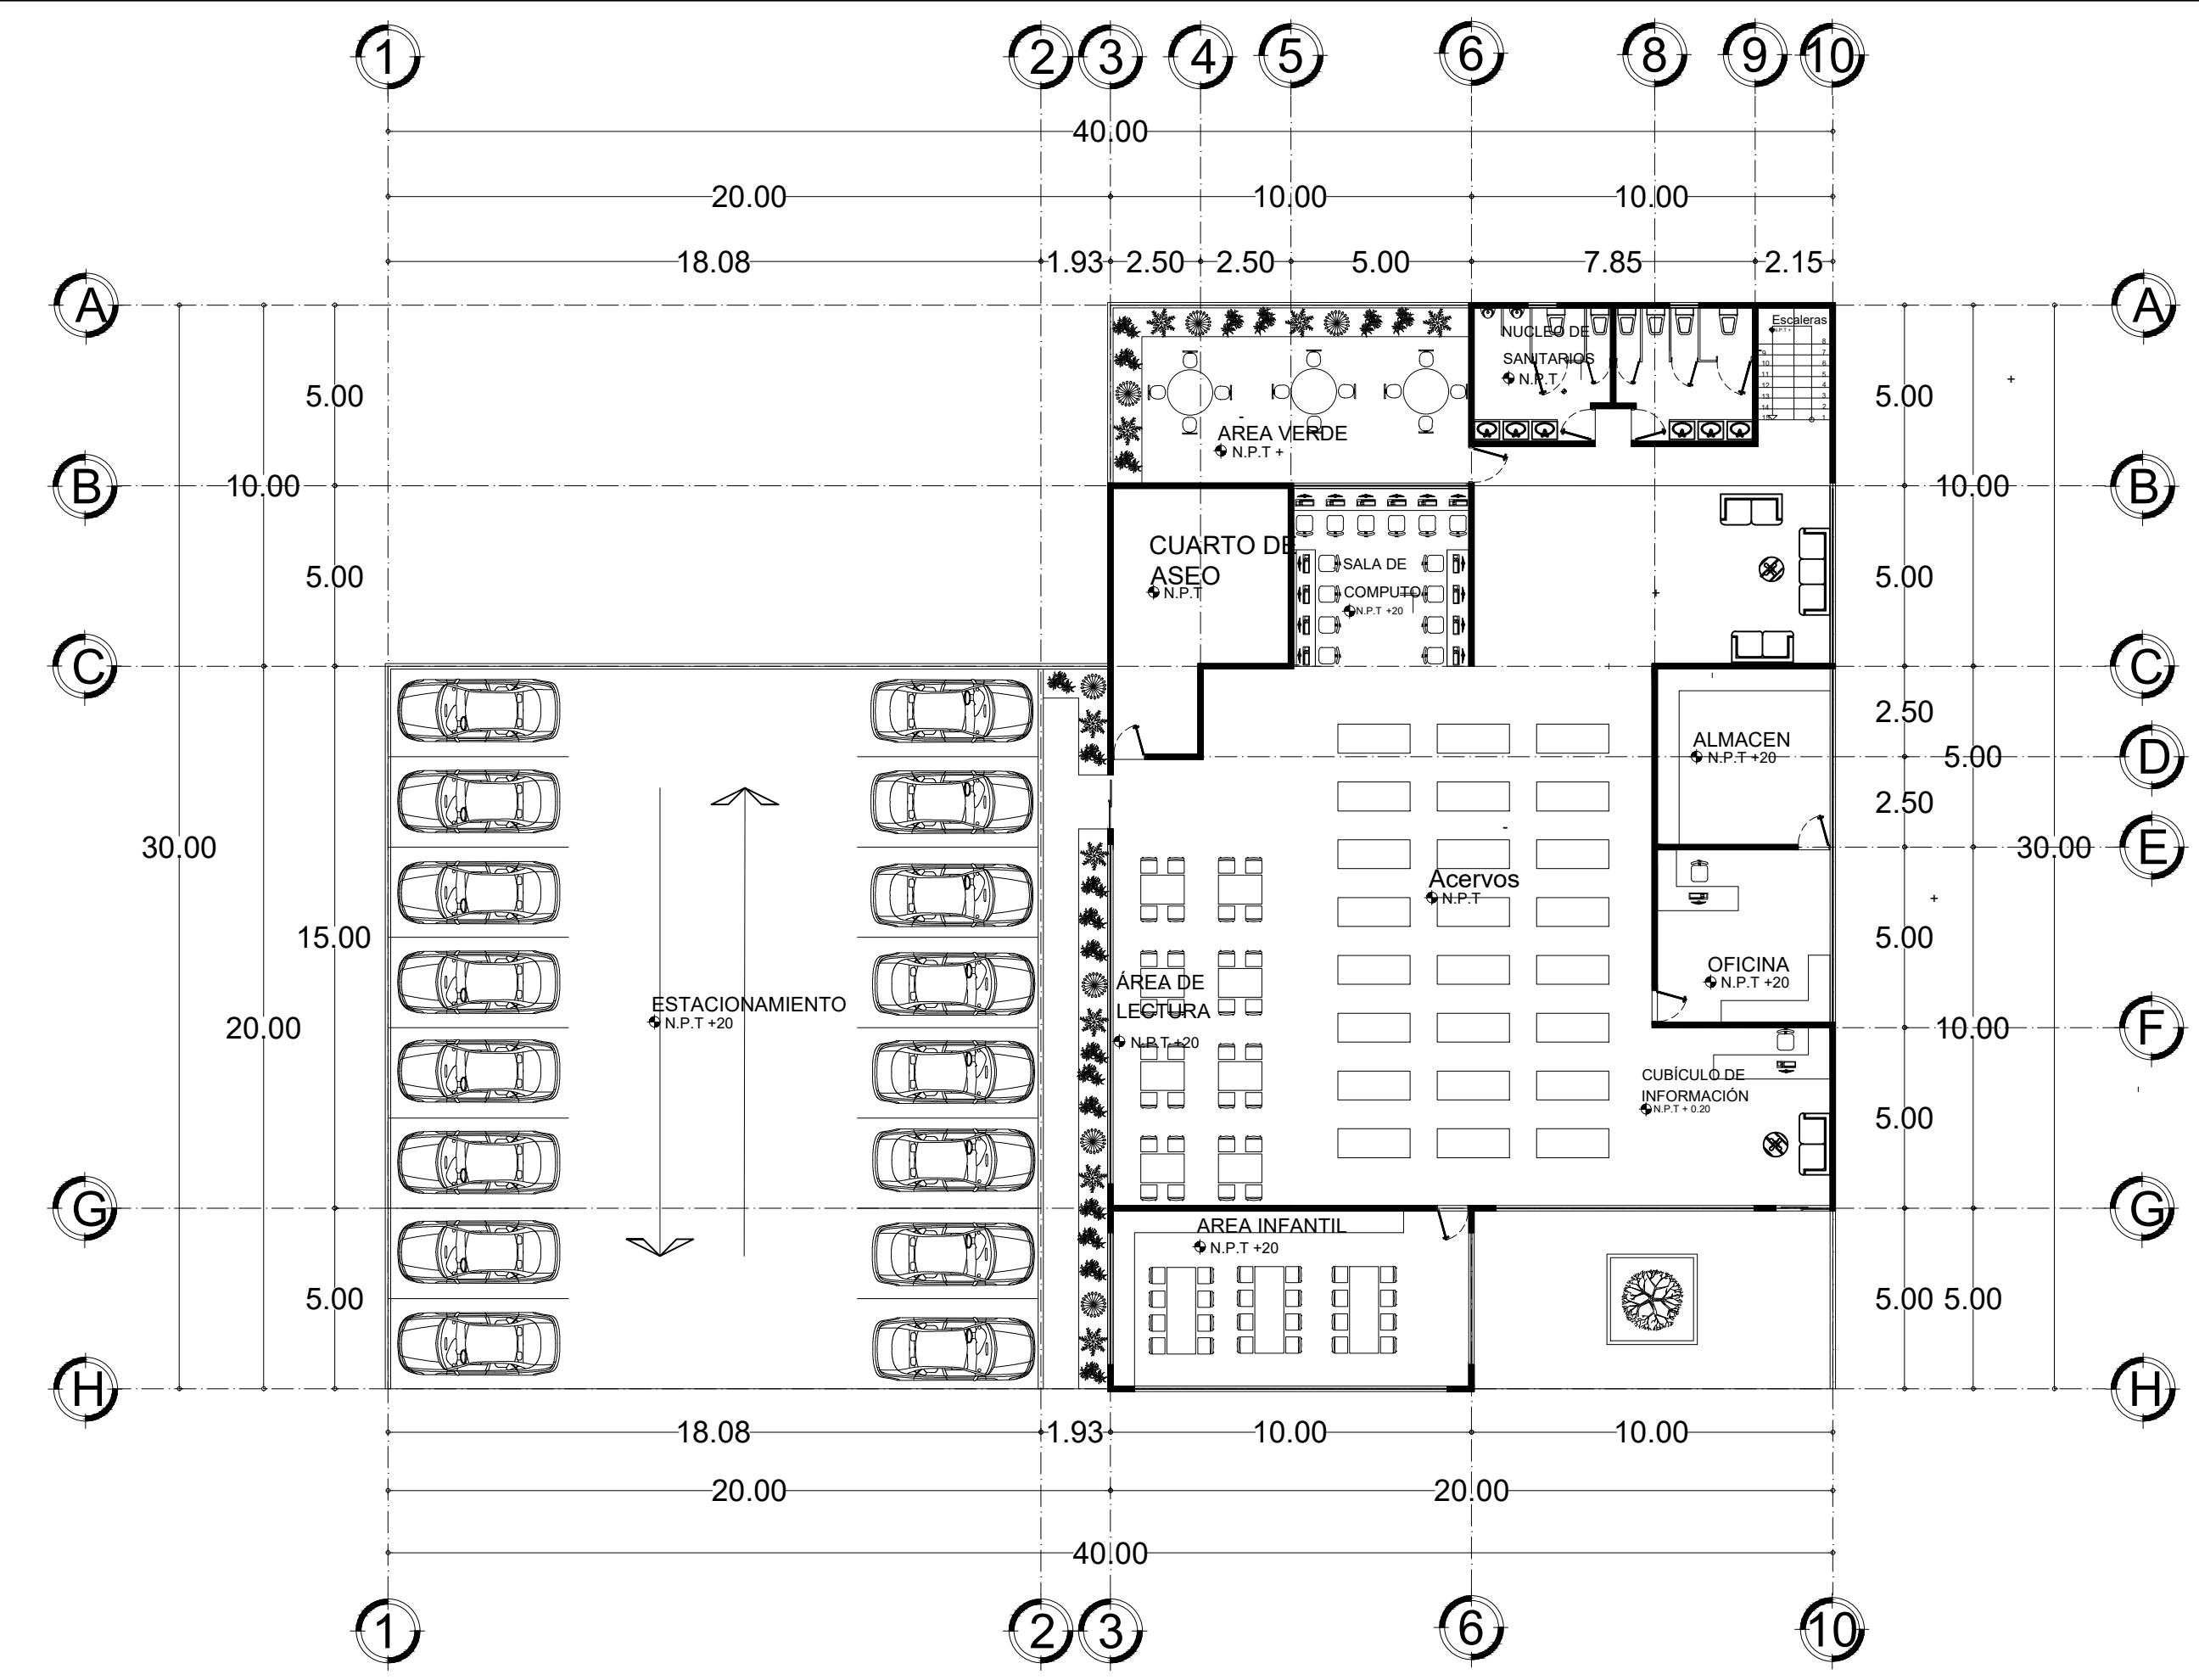 1 2 3 4 5 6 8 9 10
40.00
20.00 10.00 10.00
18.08 1.93 2.50 2.50 5.00 7.85 2.15
A A
Escaleras
NUCLEO DE
SANITARIOS
N.P.T
5.00 5.00
AREA VERDE
N.P.T +
B 10.00 10.00 B
CUARTO DE
ASEO
N.P.T
SALA DE
COMPUTO
N.P.T +20
5.00 5.00
C C
2.50
ALMACEN
N.P.T +20
5.00 D
2.50
30.00 30.00 E
Acervos
N.P.T
15.00 5.00
OFICINA
N.P.T +20
ÁREA DE
LECTURA
N.P.T +20
ESTACIONAMIENTO
N.P.T +20
20.00 10.00 F
CUBÍCULO DE
INFORMACIÓN
N.P.T + 0.20
5.00
G G
AREA INFANTIL
N.P.T +20
5.00 5.00 5.00
H H
18.08 1.93 10.00 10.00
20.00 20.00
40.00
1 2 3 6 10